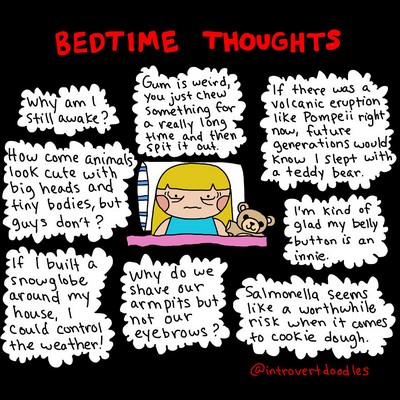 BEDTIME THOUGHTS
Why am I
still awake?
Gum is weird,
you just chew
something for
a really long
time and then
spit it out.
If there was a
volcanic eruption
like Pompeii right
now, future
generations would
know I slept with
a teddy bear.
How come animals
look cute with
big heads and
tiny bodies, but
guys don't?
I'm kind of
glad my belly
button is an
innie.
If I built a
snowglobe
around my
house, I
could control
the weather!
Why do we
shave our
armpits but
not our
eyebrows?
Salmonella seems
like a worthwhile
risk when it comes
to cookie dough.
@introvertdoodles